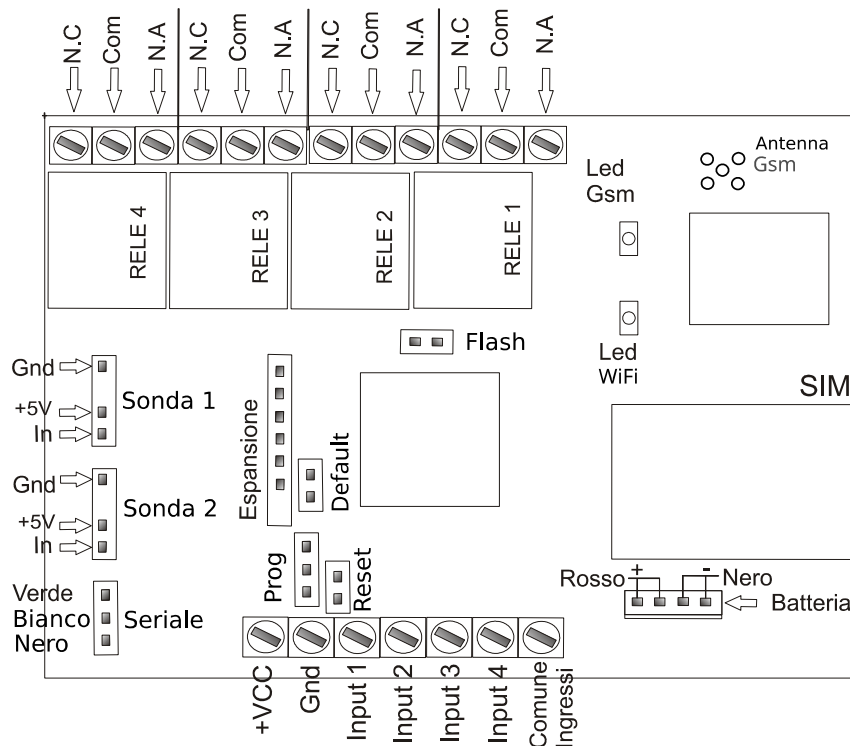 N.C
Com
N.A
N.C
Com
N.A
N.C
Com
N.A
N.C
Com
N.A
Antenna
Gsm
Led
Gsm
RELE 4
RELE 3
RELE 2
RELE 1
Led
WiFi
Flash
SIM
Gnd
+5V
In
Sonda 1
Espansione
Default
Gnd
+5V
In
Sonda 2
Prog
Reset
Verde
Bianco
Nero
Seriale
Rosso
+
-
Nero
Batteria
+VCC
Gnd
Input 1
Input 2
Input 3
Input 4
Comune
Ingressi